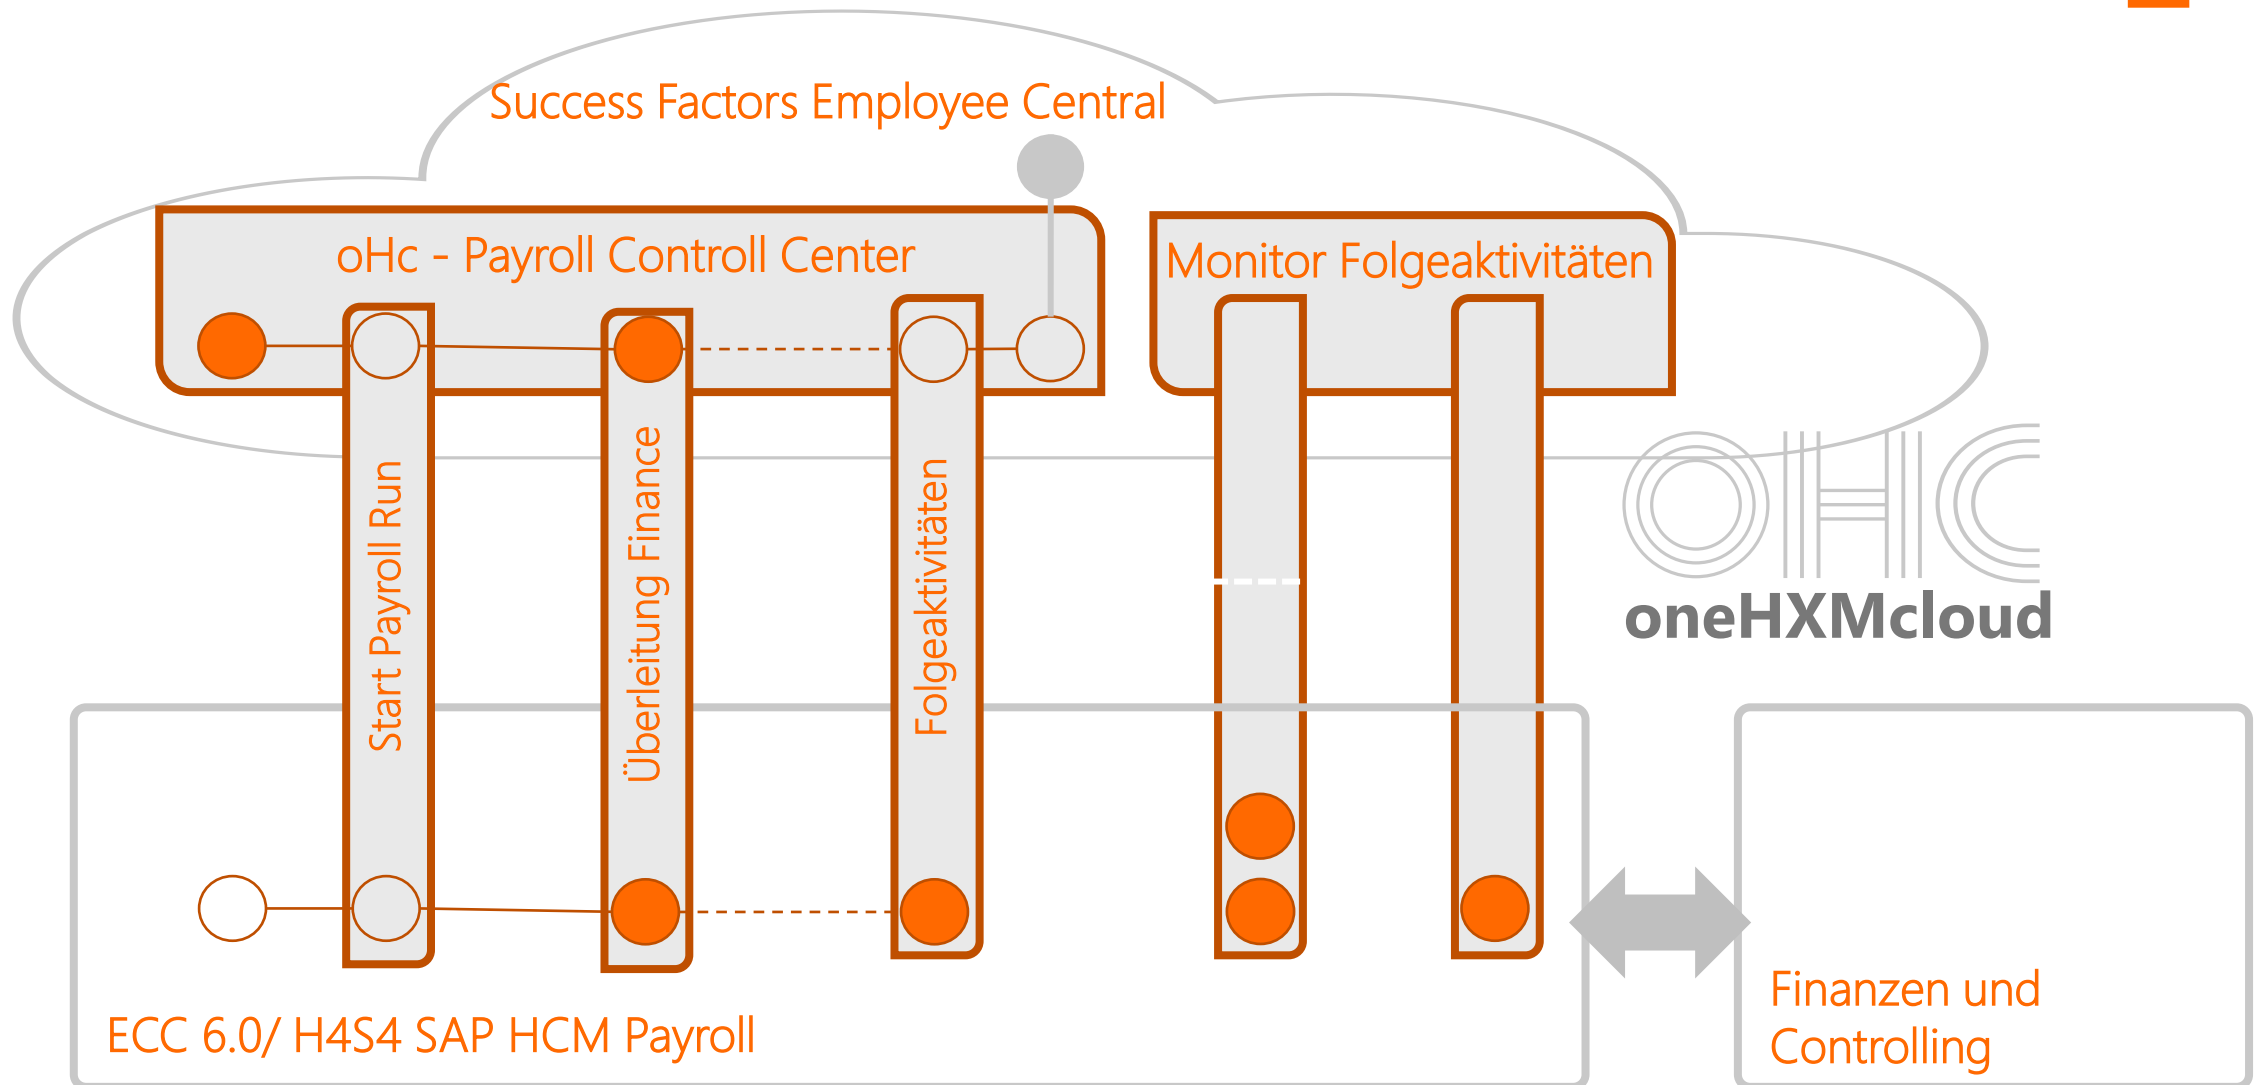 Success Factors Employee Central
oHc - Payroll Controll Center
Monitor Folgeaktivitäten
Start Payroll Run
Überleitung Finance
Folgeaktivitäten
OHC
oneHXMcloud
ECC 6.0/ H4S4 SAP HCM Payroll
Finanzen und
Controlling